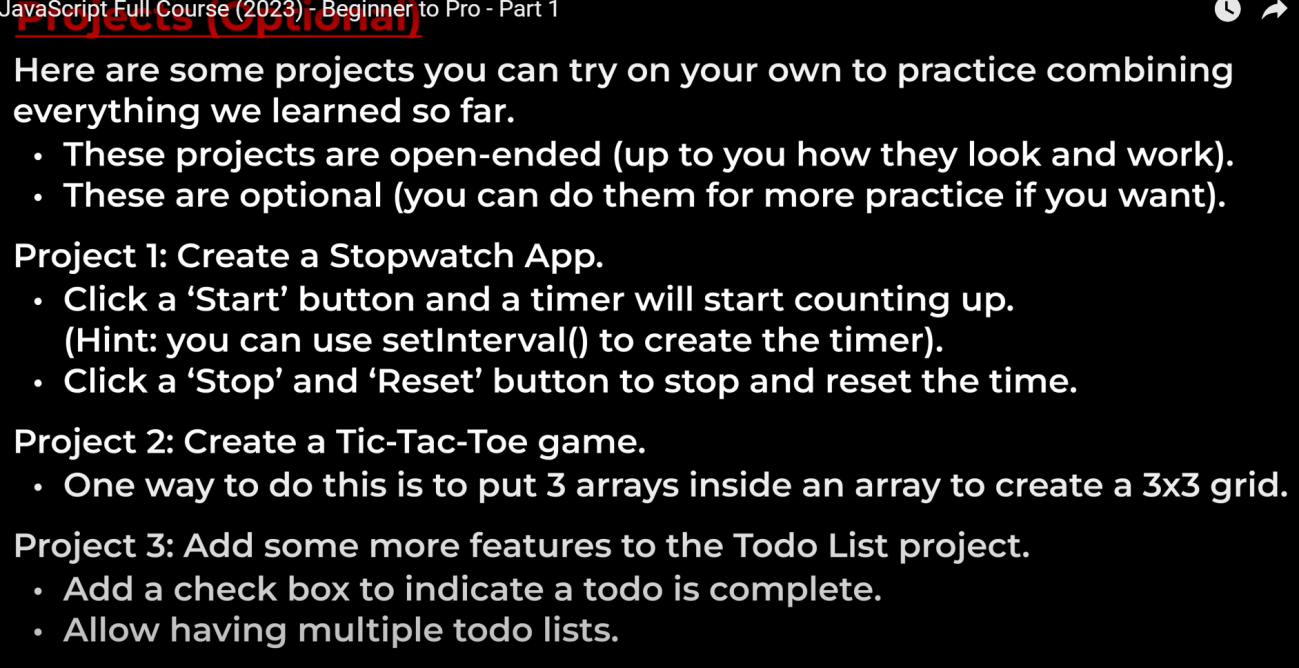 JavaScript Full Course (2023) - Beginner to Pro - Part 1
Projects (Optional)
Here are some projects you can try on your own to practice combining
everything we learned so far.
• These projects are open-ended (up to you how they look and work).
• These are optional (you can do them for more practice if you want).
Project 1: Create a Stopwatch App.
• Click a ‘Start’ button and a timer will start counting up.
(Hint: you can use setInterval() to create the timer).
• Click a ‘Stop’ and ‘Reset’ button to stop and reset the time.
Project 2: Create a Tic-Tac-Toe game.
• One way to do this is to put 3 arrays inside an array to create a 3x3 grid.
Project 3: Add some more features to the Todo List project.
• Add a check box to indicate a todo is complete.
• Allow having multiple todo lists.